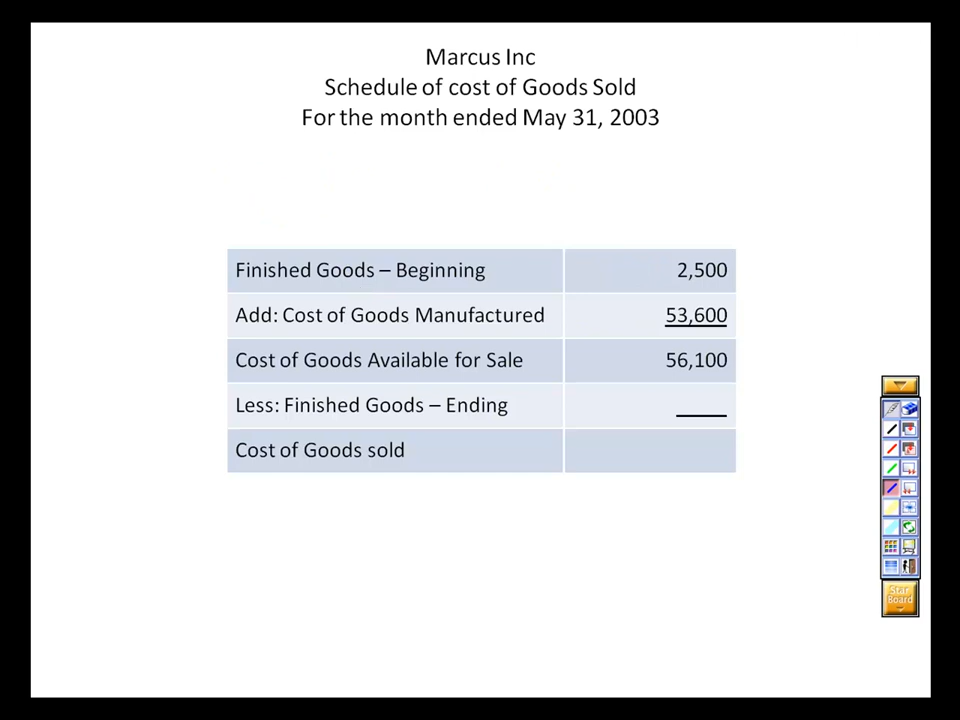 Marcus Inc
Schedule of cost of Goods Sold
For the month ended May 31, 2003
Finished Goods – Beginning 2,500
Add: Cost of Goods Manufactured 53,600
Cost of Goods Available for Sale 56,100
Less: Finished Goods – Ending
Cost of Goods sold
Star
Board